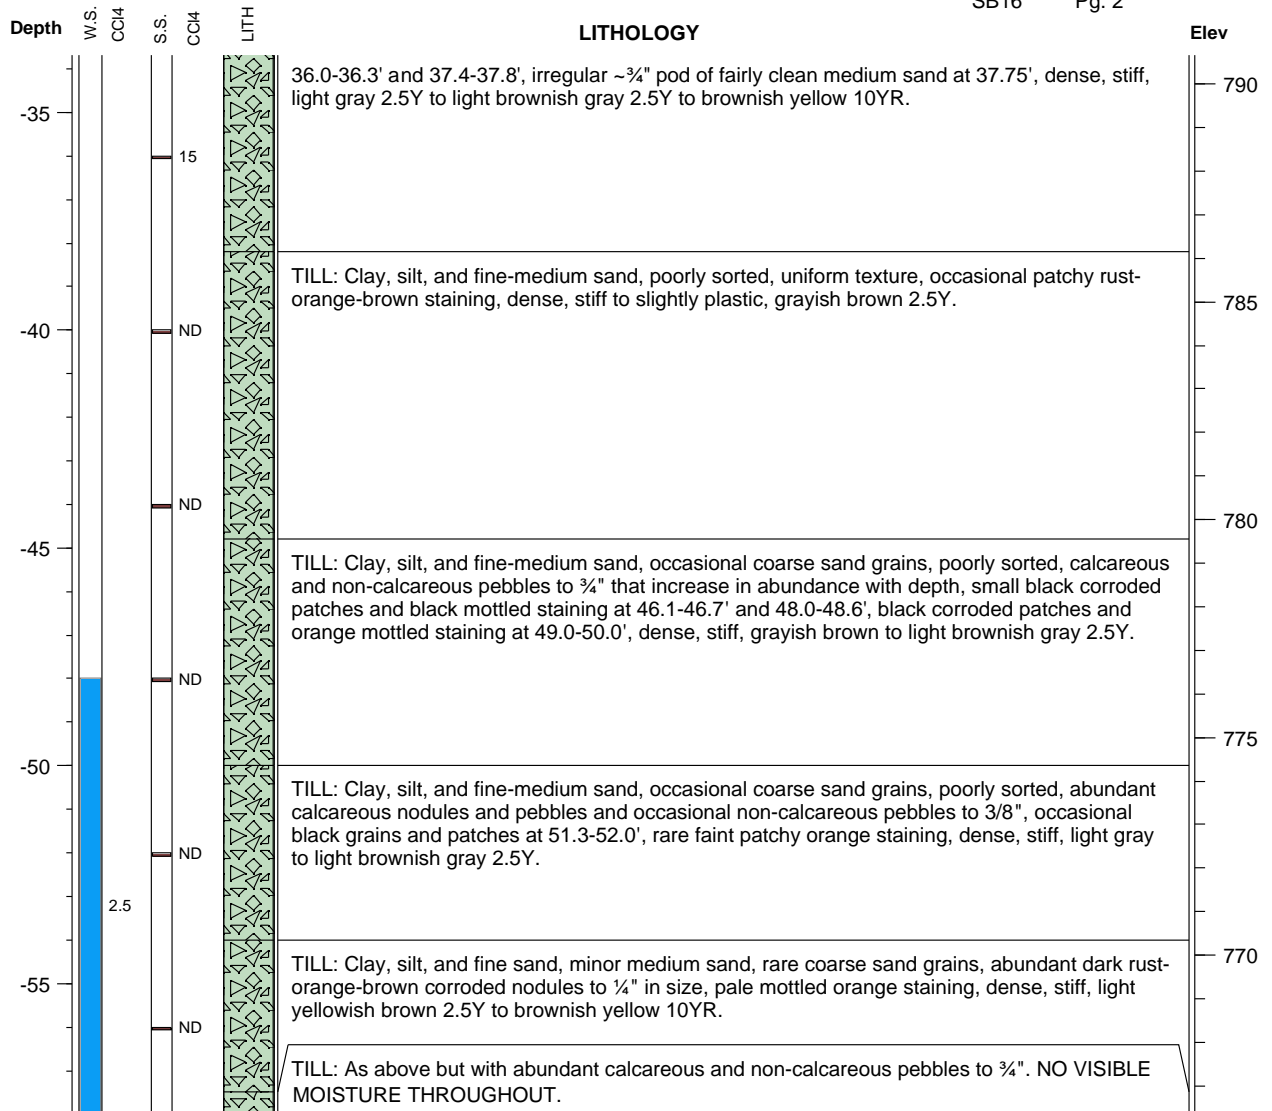 SB16 Pg. 2
Depth W.S. CCl4 S.S. CCl4 LITH LITHOLOGY Elev
36.0-36.3' and 37.4-37.8', irregular ~¾" pod of fairly clean medium sand at 37.75', dense, stiff,
light gray 2.5Y to light brownish gray 2.5Y to brownish yellow 10YR.
790
-35
15
TILL: Clay, silt, and fine-medium sand, poorly sorted, uniform texture, occasional patchy rust-
orange-brown staining, dense, stiff to slightly plastic, grayish brown 2.5Y.
785
-40
ND
ND
780
-45
TILL: Clay, silt, and fine-medium sand, occasional coarse sand grains, poorly sorted, calcareous
and non-calcareous pebbles to ¾" that increase in abundance with depth, small black corroded
patches and black mottled staining at 46.1-46.7' and 48.0-48.6', black corroded patches and
orange mottled staining at 49.0-50.0', dense, stiff, grayish brown to light brownish gray 2.5Y.
ND
775
-50
TILL: Clay, silt, and fine-medium sand, occasional coarse sand grains, poorly sorted, abundant
calcareous nodules and pebbles and occasional non-calcareous pebbles to 3/8", occasional
black grains and patches at 51.3-52.0', rare faint patchy orange staining, dense, stiff, light gray
to light brownish gray 2.5Y.
ND
2.5
770
TILL: Clay, silt, and fine sand, minor medium sand, rare coarse sand grains, abundant dark rust-
orange-brown corroded nodules to ¼" in size, pale mottled orange staining, dense, stiff, light
yellowish brown 2.5Y to brownish yellow 10YR.
-55
ND
TILL: As above but with abundant calcareous and non-calcareous pebbles to ¾". NO VISIBLE
MOISTURE THROUGHOUT.